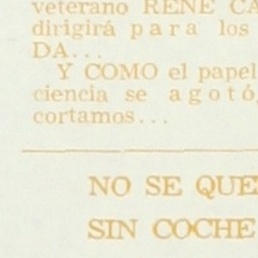 veterano RENE CA
dirigirá para los
DA...
Y COMO el papel
ciencia se agotó,
cortamos...
NO SE QUE
SIN COCHE